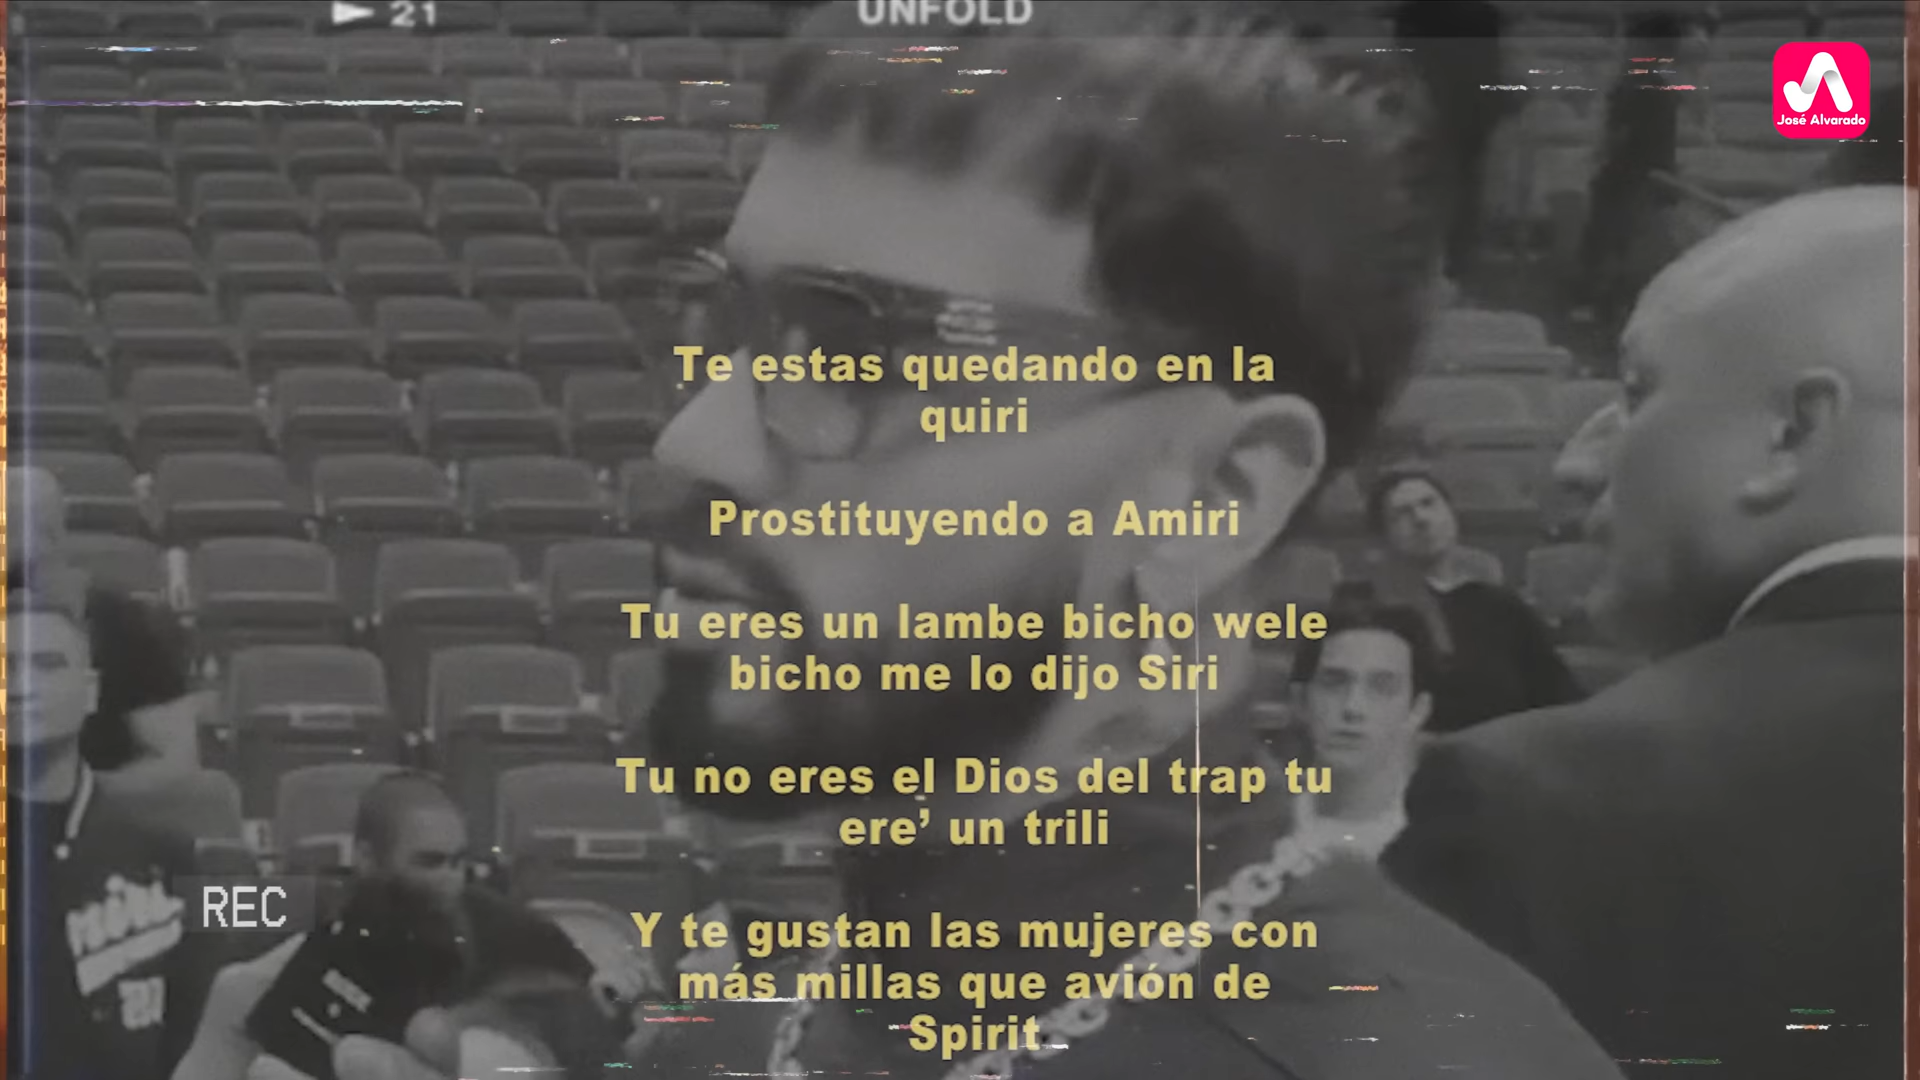 21
UNFOLD
José Alvarado
Te estas quedando en la
quiri
Prostituyendo a Amiri
Tu eres un lambe bicho wele
bicho me lo dijo Siri
Tu no eres el Dios del trap tu
ere’ un trili
REC
Y te gustan las mujeres con
más millas que avión de
Spirit